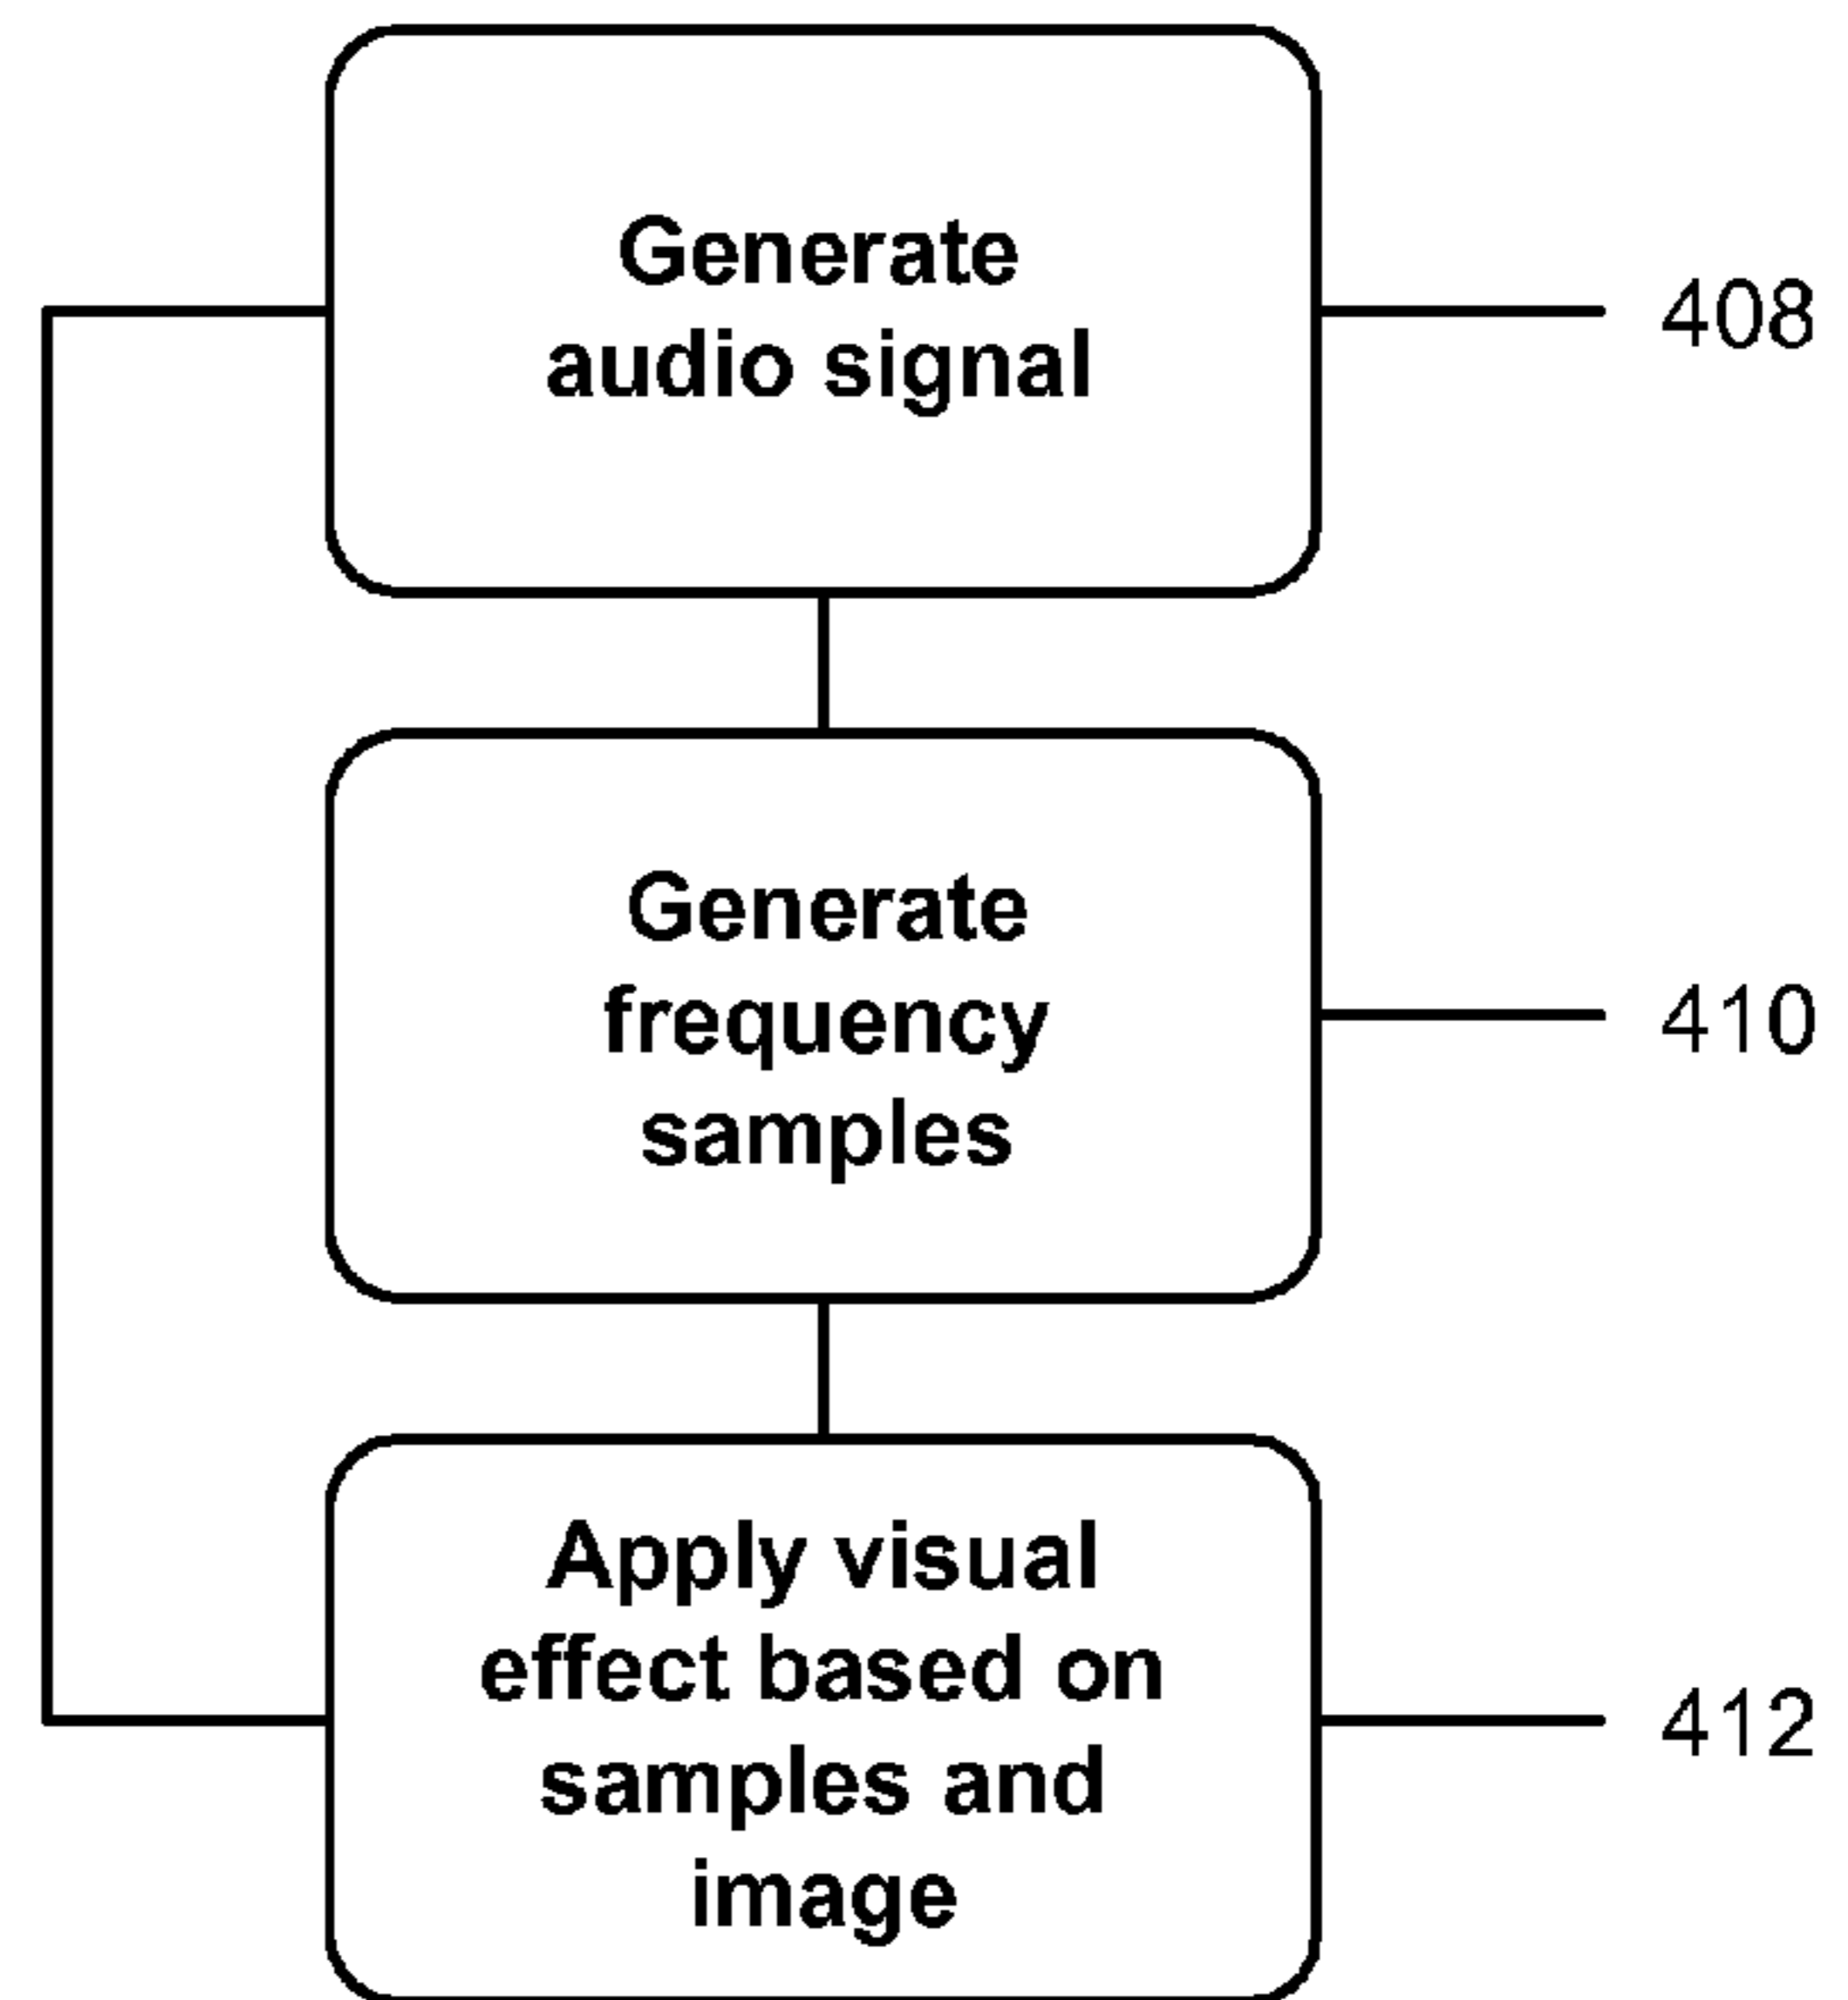 Generate
audio signal
408
Generate
frequency
samples
410
Apply visual
effect based on
samples and
image
412